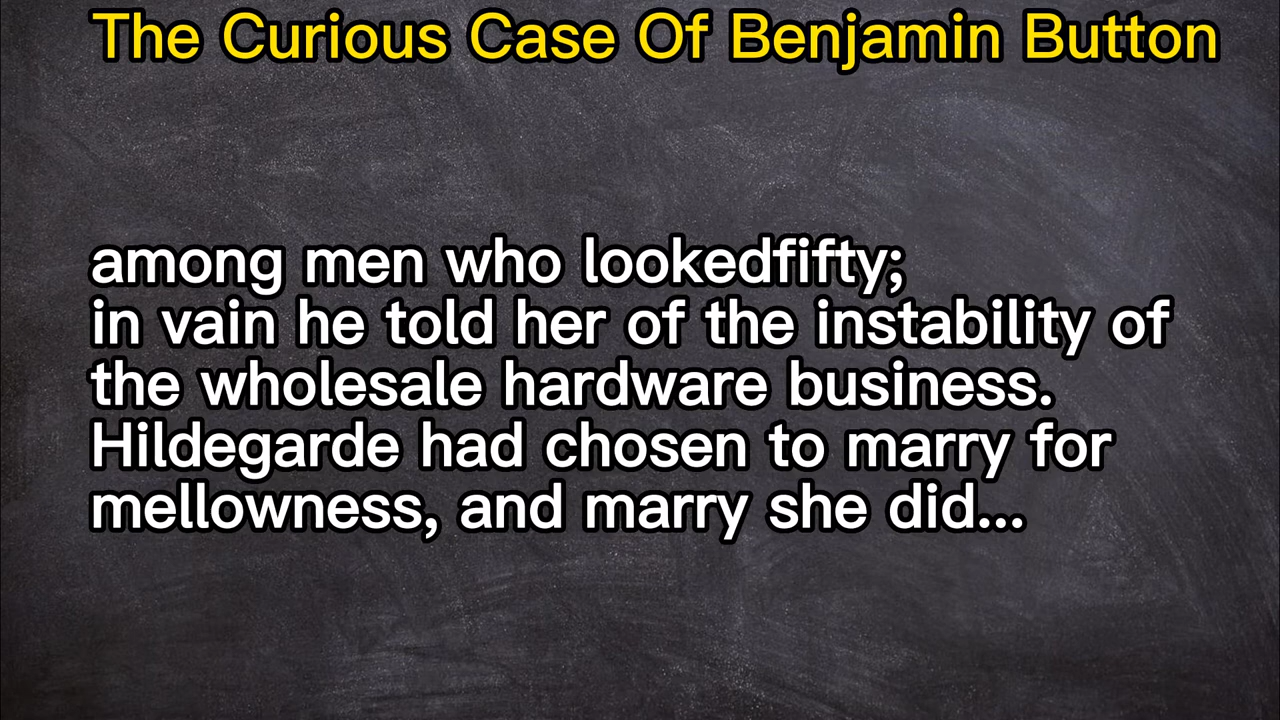 The Curious Case Of Benjamin Button
among men who lookedfifty;
in vain he told her of the instability of
the wholesale hardware business.
Hildegarde had chosen to marry for
mellowness, and marry she did...